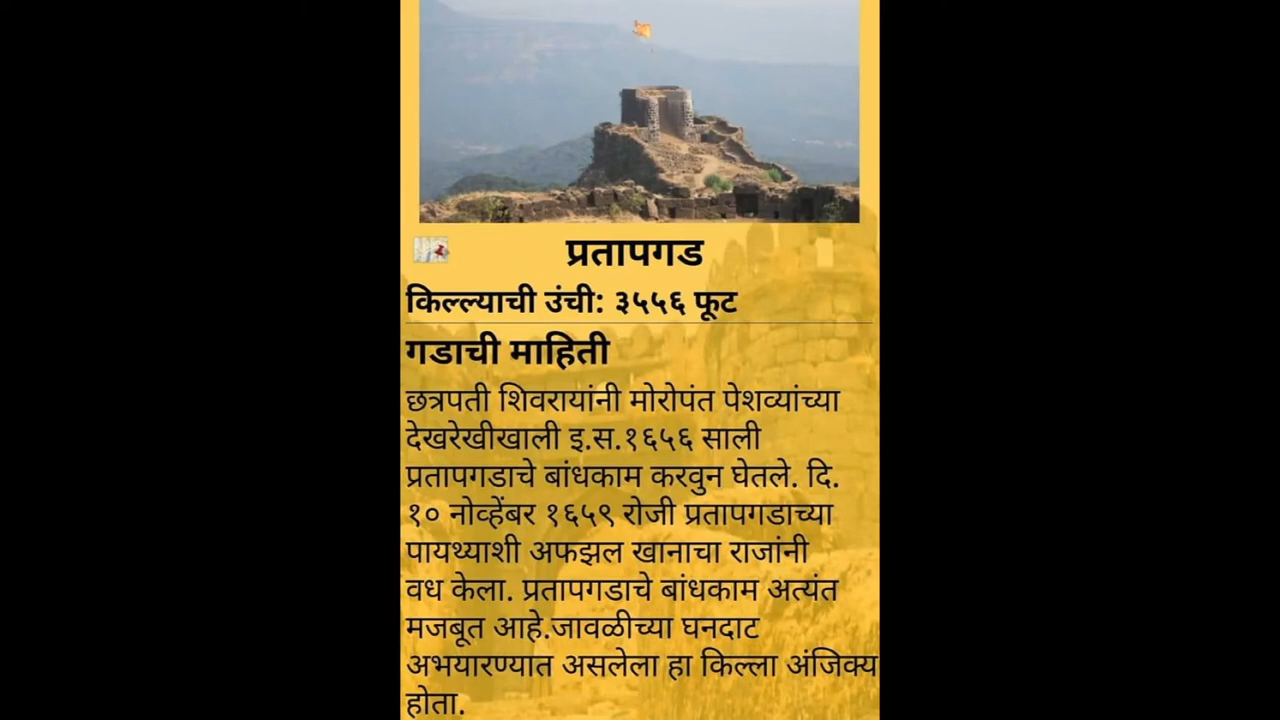 प्रतापगड
किल्ल्याची उंची: ३५५६ फूट
गडाची माहिती
छत्रपती शिवरायांनी मोरोपंत पेशव्यांच्या
देखरेखीखाली इ.स.१६५६ साली
प्रतापगडाचे बांधकाम करवुन घेतले. दि.
१० नोव्हेंबर १६५९ रोजी प्रतापगडाच्या
पायथ्याशी अफझल खानाचा राजांनी
वध केला. प्रतापगडाचे बांधकाम अत्यंत
मजबूत आहे.जावळीच्या घनदाट
अभयारण्यात असलेला हा किल्ला अंजिक्य
होता.